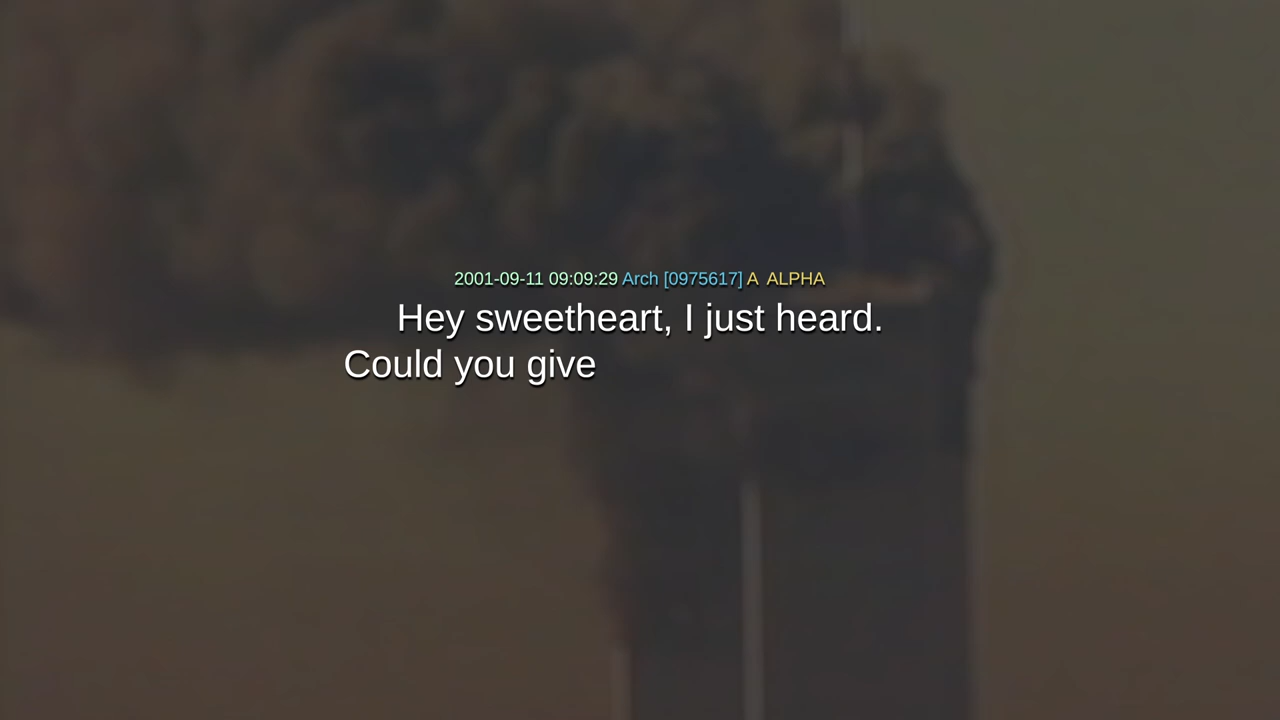 2001-09-11 09:09:29 Arch [0975617] A ALPHA
Hey sweetheart, I just heard.
Could you give